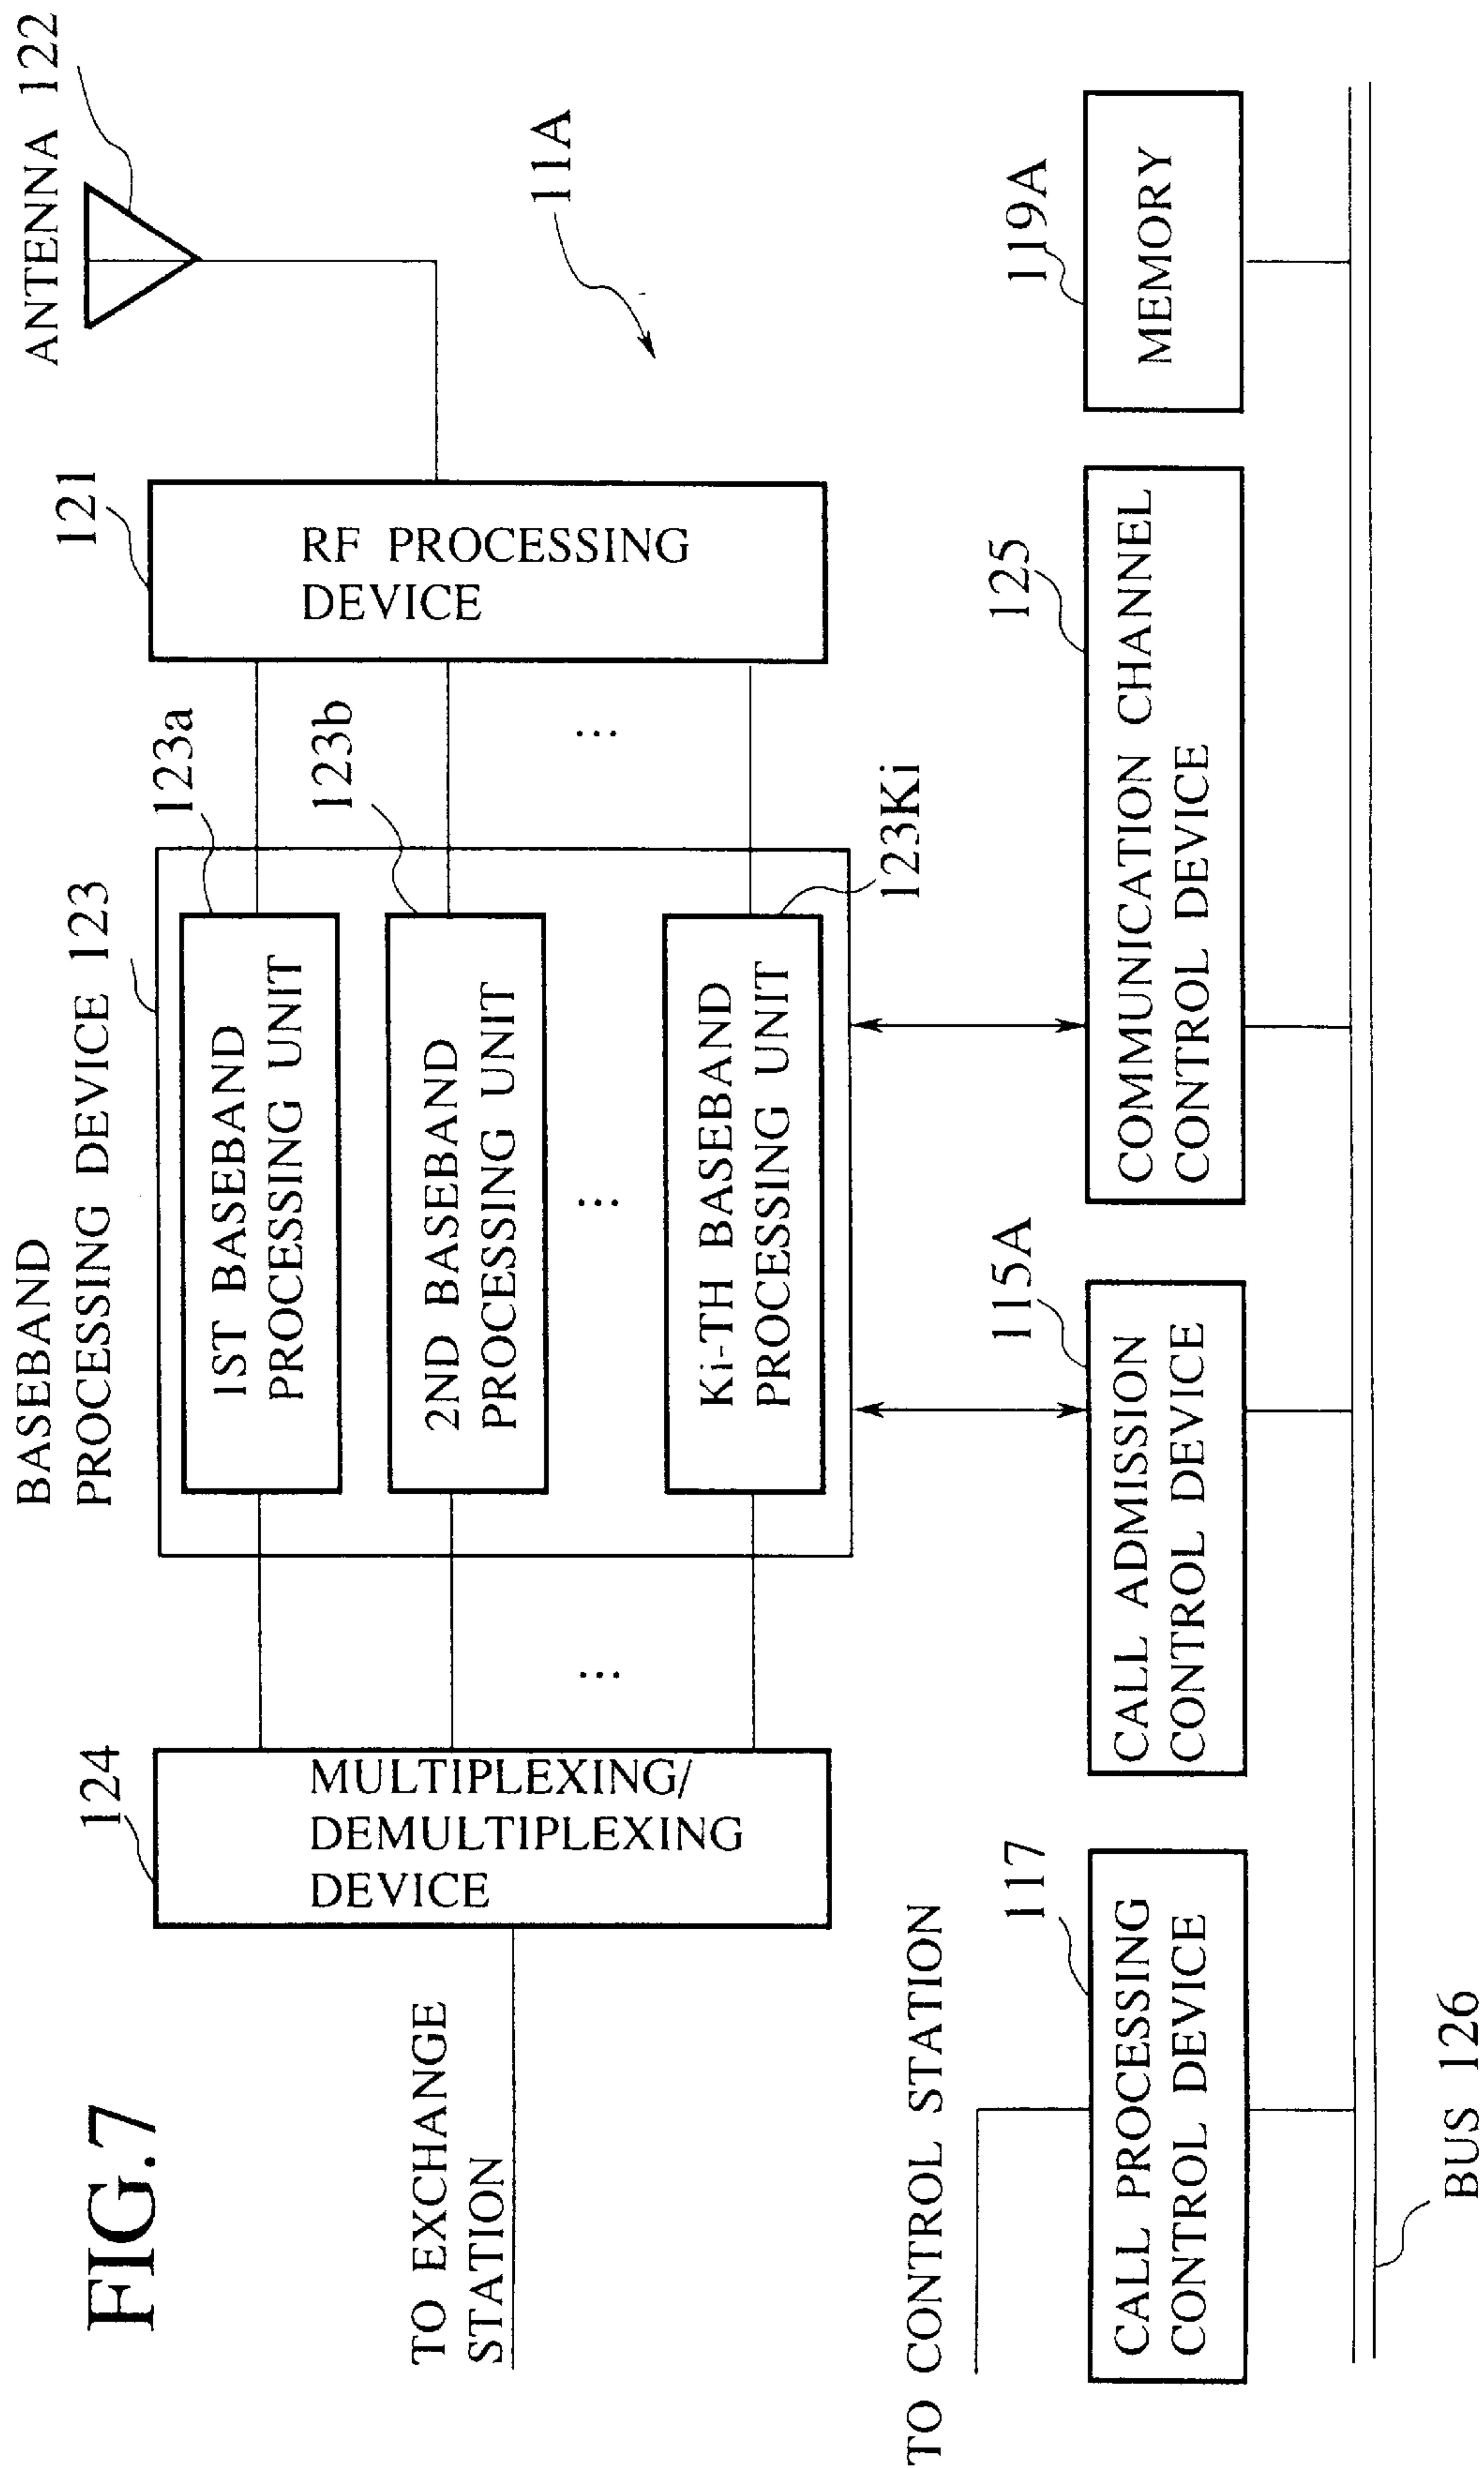 FIG.7
BASEBAND
PROCESSING DEVICE 123
ANTENNA 122
124
121
123a
123b
MULTIPLEXING/
DEMULTIPLEXING
DEVICE
1ST BASEBAND
PROCESSING UNIT
2ND BASEBAND
PROCESSING UNIT
...
Ki-TH BASEBAND
PROCESSING UNIT
...
...
RF PROCESSING
DEVICE
11A
TO EXCHANGE
STATION
123Ki
TO CONTROL STATION
117
115A
125
119A
CALL PROCESSING
CONTROL DEVICE
CALL ADMISSION
CONTROL DEVICE
COMMUNICATION CHANNEL
CONTROL DEVICE
MEMORY
BUS 126